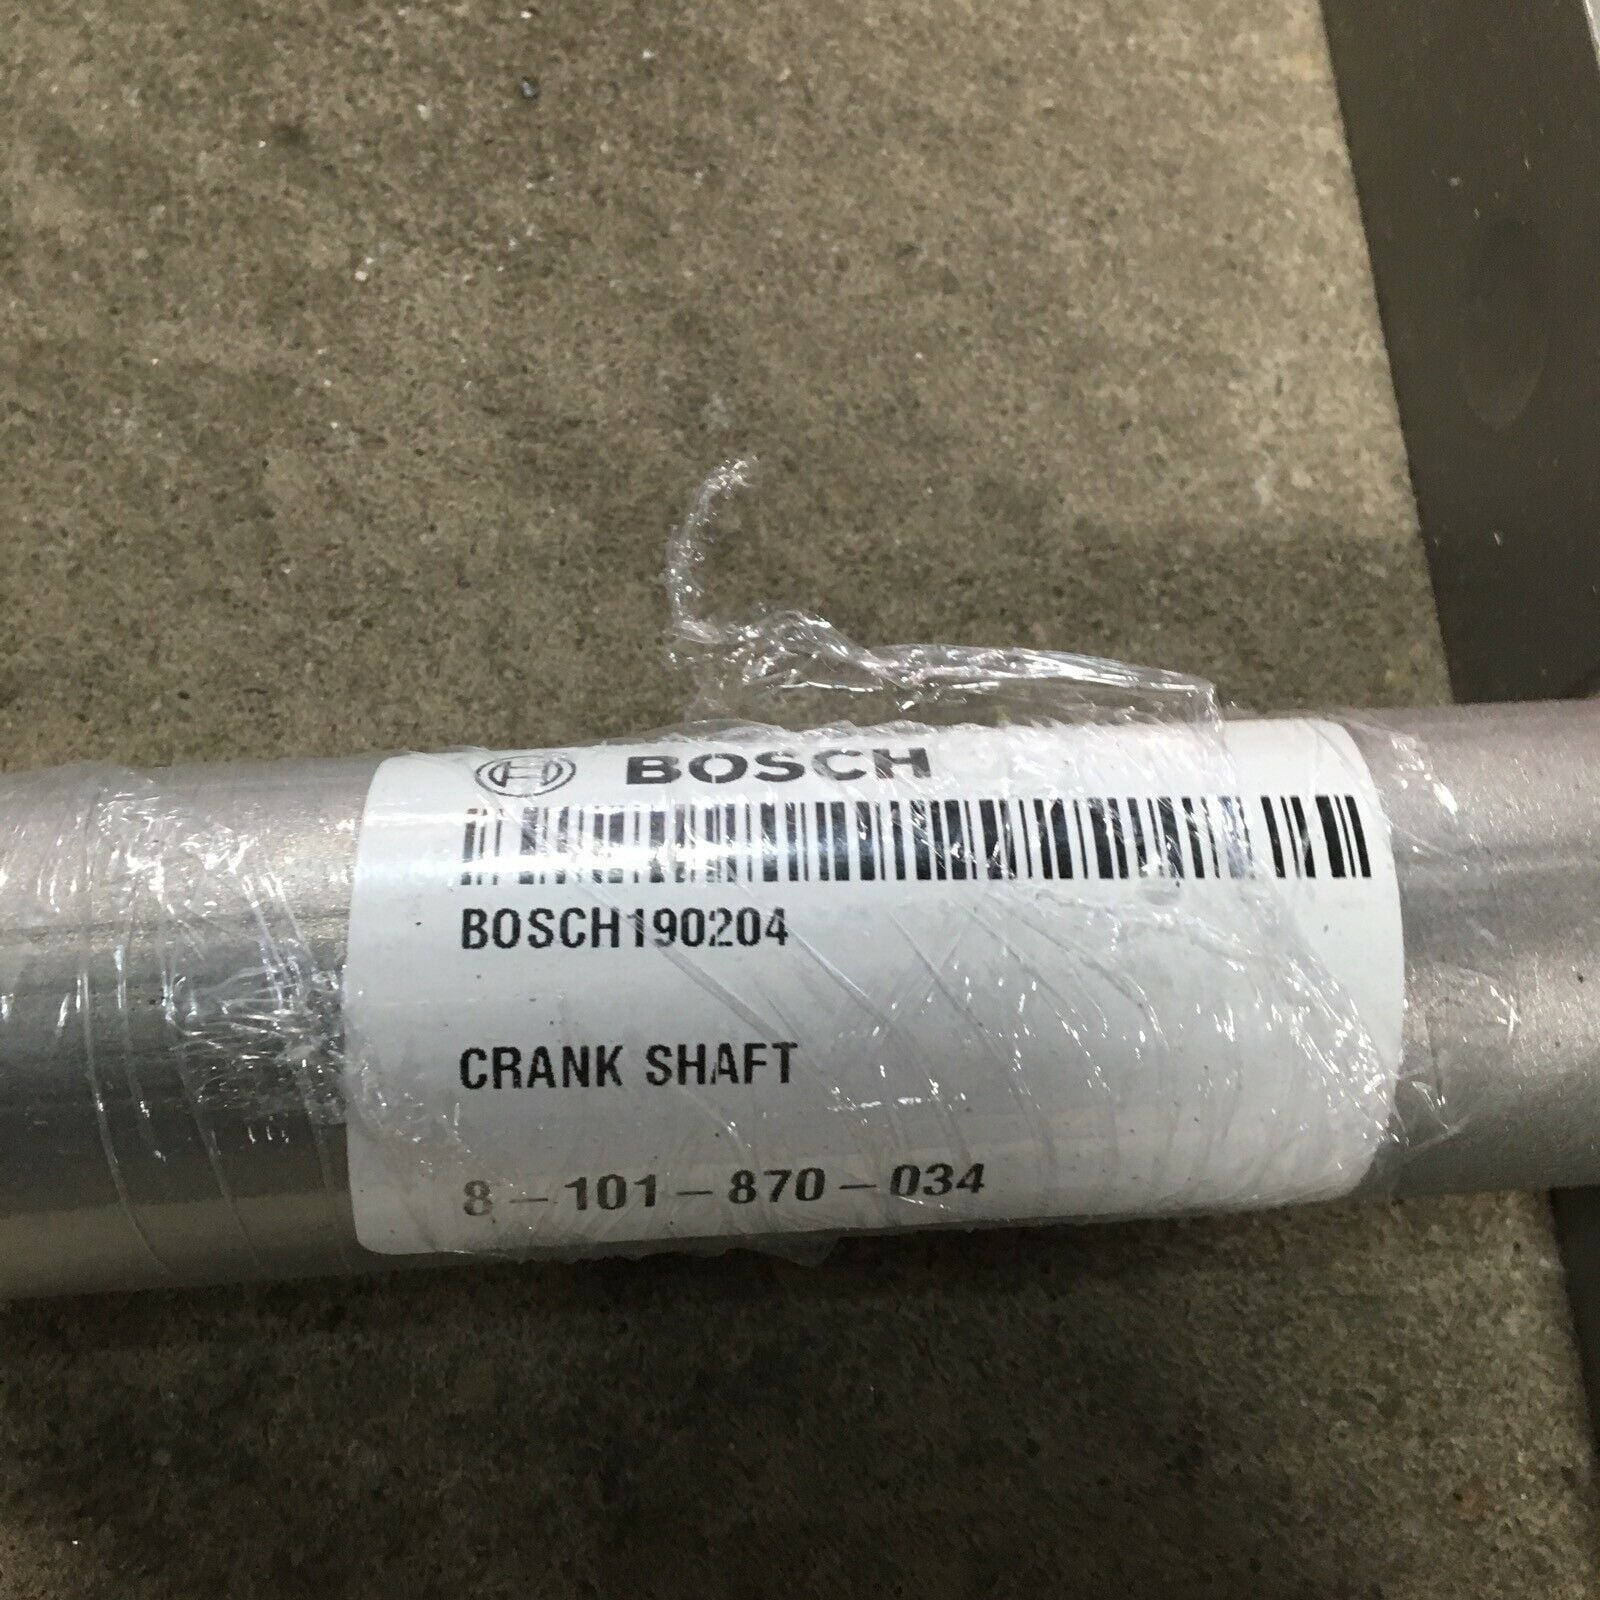 BOSCH
BOSCH190204
CRANK SHAFT
8-101-870-034